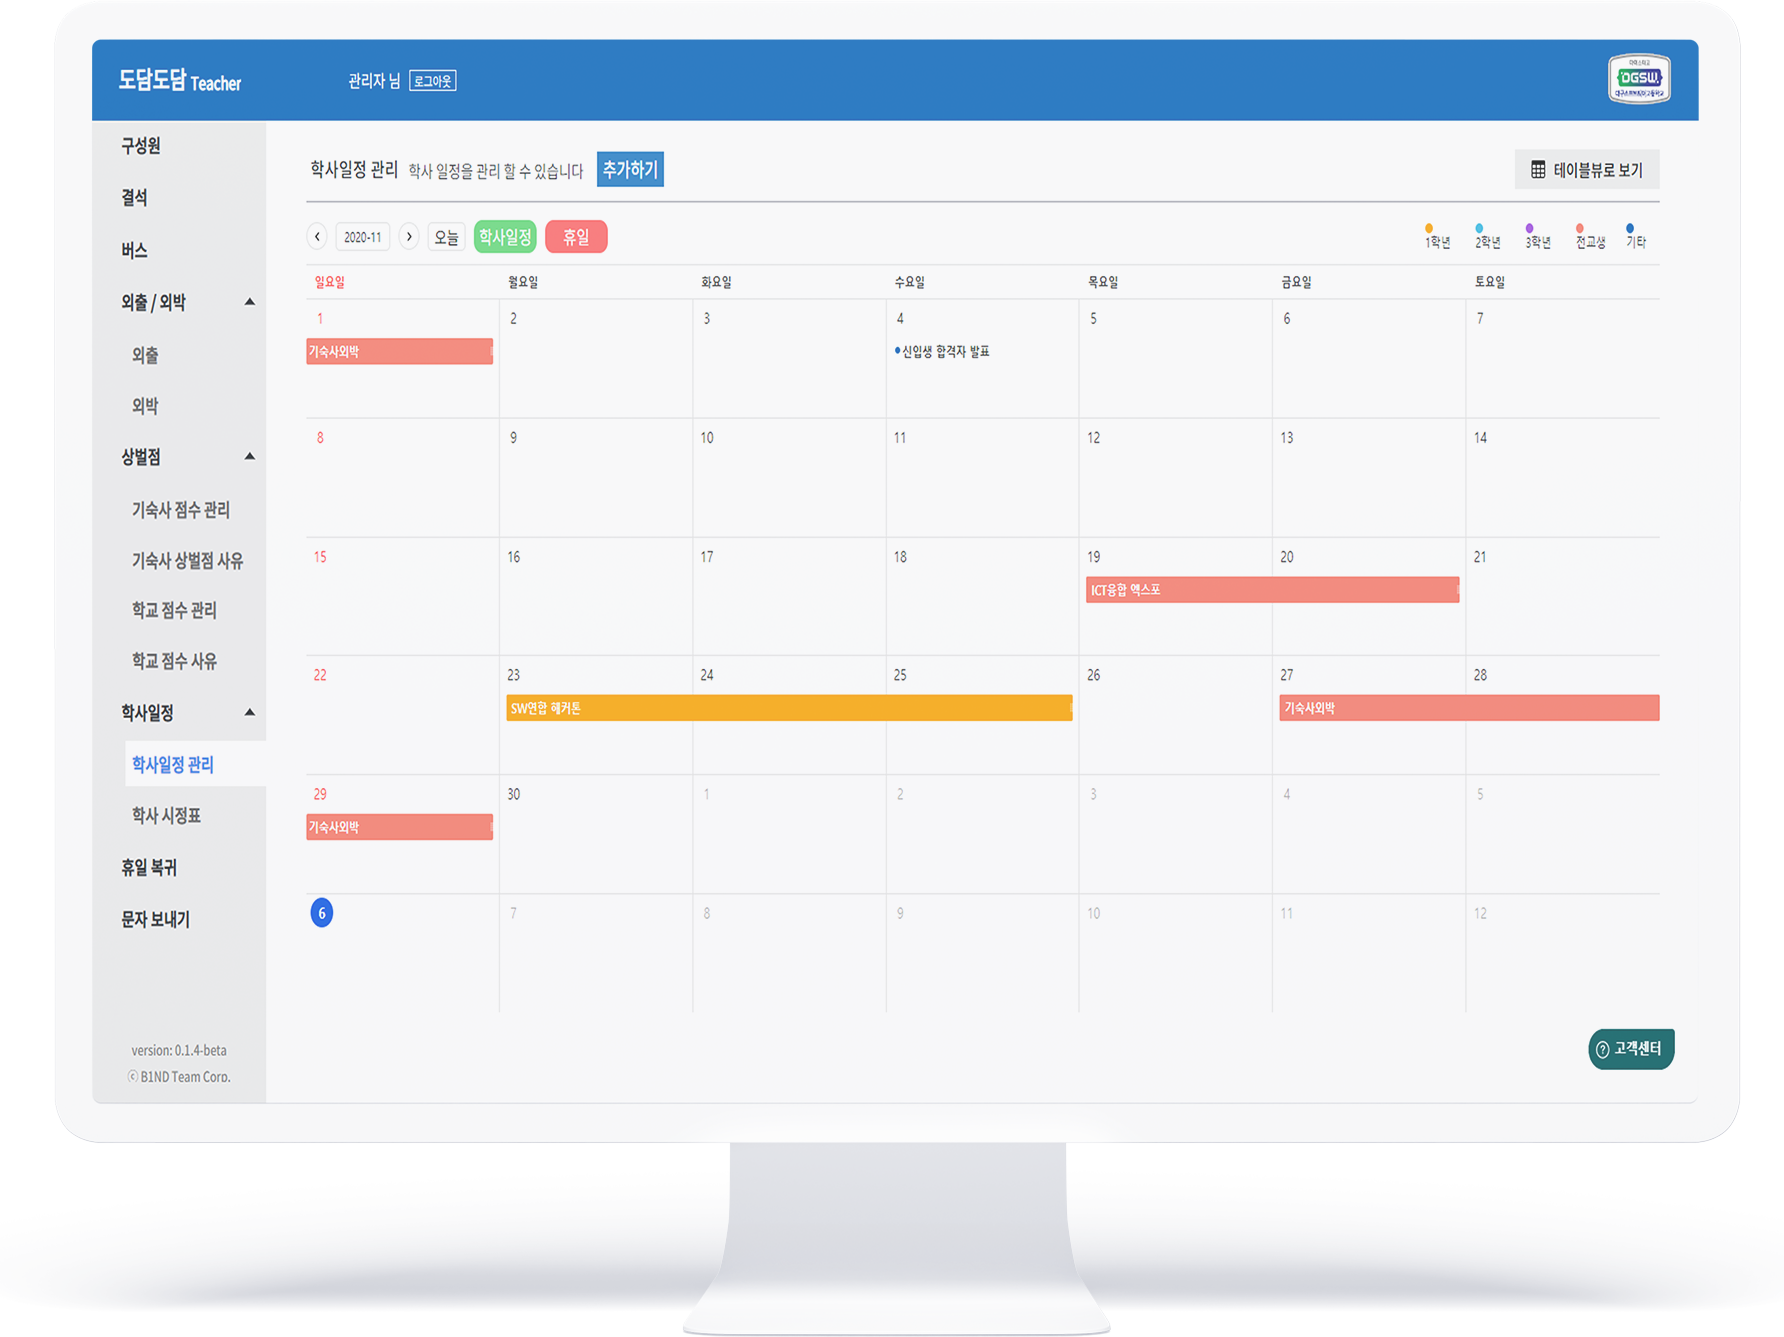 도담도담 Teacher
관리자 님 로그아웃
DGSW
구성원
결석
버스
외출 / 외박
외출
외박
상벌점
기숙사 점수 관리
기숙사 상벌점 사유
학교 점수 관리
학교 점수 사유
학사일정
학사일정 관리
학사 시정표
휴일 복귀
문자 보내기
version: 0.1.4-beta
ⓒ B1ND Team Corp.
학사일정 관리 학사 일정을 관리 할 수 있습니다 추가하기
테이블뷰로 보기
2020-11 오늘 학사일정 휴일
1학년 2학년 3학년 전교생 기타
일요일 월요일 화요일 수요일 목요일 금요일 토요일
1 2 3 4 5 6 7
기숙사외박 신입생 합격자 발표
8 9 10 11 12 13 14
15 16 17 18 19 20 21
ICT융합 엑스포
22 23 24 25 26 27 28
SW연합 해커톤 기숙사외박
29 30 1 2 3 4 5
기숙사외박
6 7 8 9 10 11 12
? 고객센터